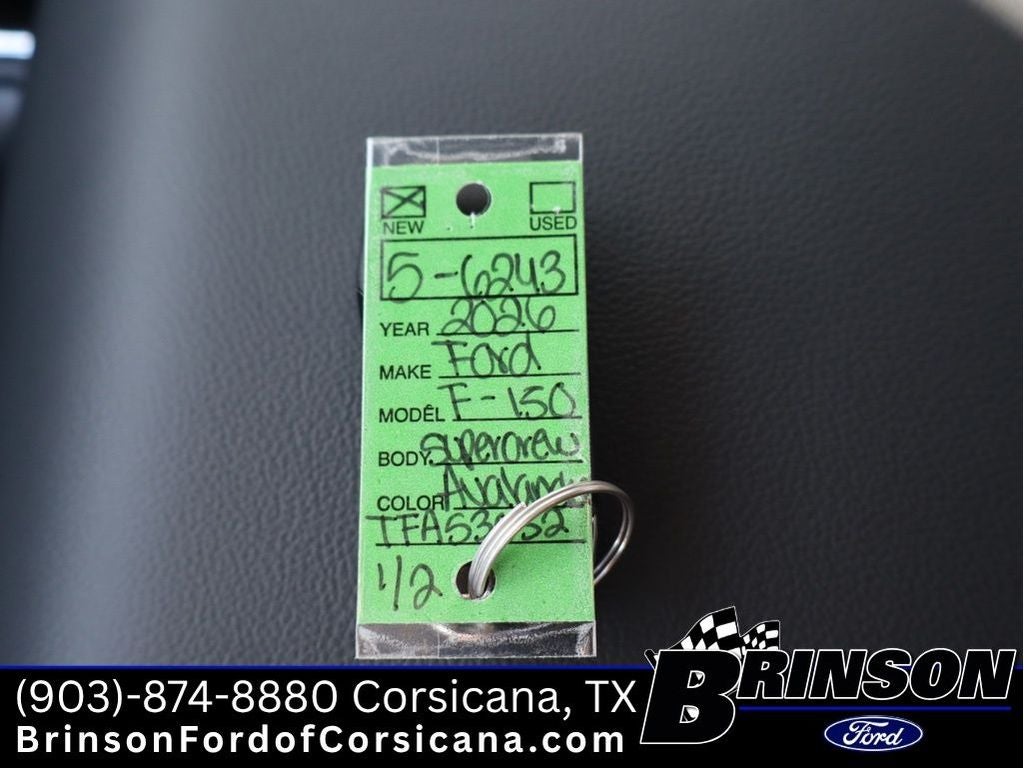 NEW USED
5-6243
YEAR 2026
MAKE Ford
MODEL F-150
BODY Supercrew
COLOR
1/2
(903)-874-8880 Corsicana, TX
BrinsonFordofCorsicana.com
BRINSON
Ford